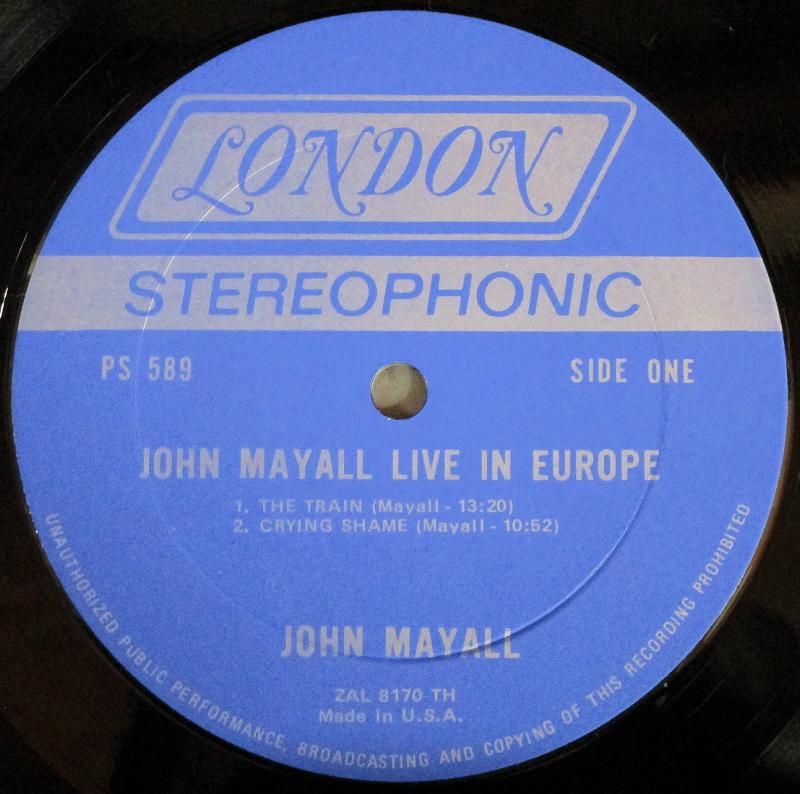 LONDON
STEREOPHONIC
PS 589
SIDE ONE
JOHN MAYALL LIVE IN EUROPE
1. THE TRAIN (Mayall - 13:20)
2. CRYING SHAME (Mayall - 10:52)
JOHN MAYALL
ZAL 8170 TH
Made in U.S.A.
UNAUTHORIZED PUBLIC PERFORMANCE, BROADCASTING AND COPYING OF THIS RECORDING PROHIBITED